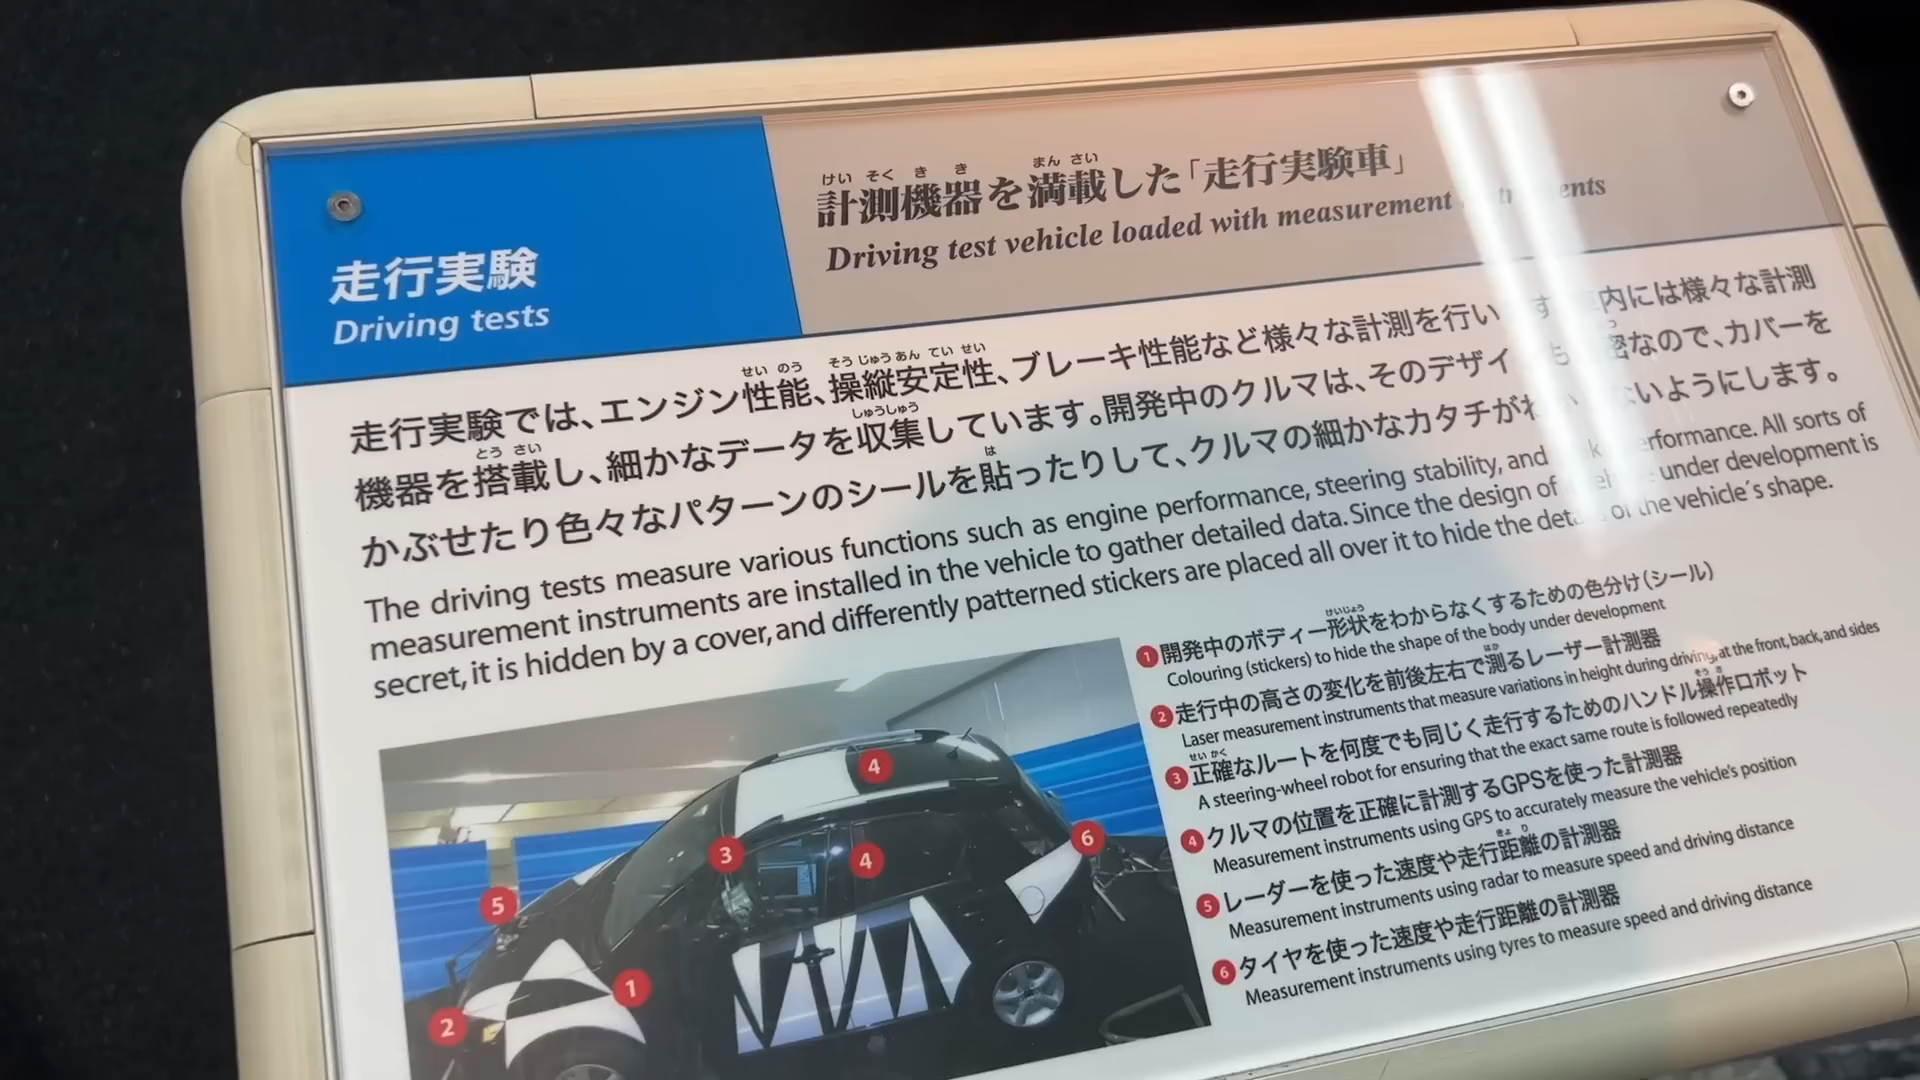 走行実験
Driving tests
けい そく き き まん さい
計測機器を満載した「走行実験車」
Driving test vehicle loaded with measurement
せい のう そう じゅう あん てい せい
走行実験では、エンジン性能、操縦安定性、ブレーキ性能など様々な計測を行い す 内には様々な計測
とう さい しゅうしゅう
機器を搭載し、細かなデータを収集しています。開発中のクルマは、そのデザイ も 密なので、カバーを
は
かぶせたり色々なパターンのシールを貼ったりして、クルマの細かなカタチが ないようにします。
The driving tests measure various functions such as engine performance, steering stability, and performance. All sorts of
measurement instruments are installed in the vehicle to gather detailed data. Since the design of under development is
secret, it is hidden by a cover, and differently patterned stickers are placed all over it to hide the of the vehicle's shape.
けいじょう
1 開発中のボディー形状をわからなくするための色分け（シール）
Colouring (stickers) to hide the shape of the body under development
はか
2 走行中の高さの変化を前後左右で測るレーザー計測器
Laser measurement instruments that measure variations in height during driving, at the front, back, and sides
せい かく そう さ
3 正確なルートを何度でも同じく走行するためのハンドル操作ロボット
A steering-wheel robot for ensuring that the exact same route is followed repeatedly
4 クルマの位置を正確に計測するGPSを使った計測器
Measurement instruments using GPS to accurately measure the vehicle's position
きょ り
5 レーダーを使った速度や走行距離の計測器
Measurement instruments using radar to measure speed and driving distance
6 タイヤを使った速度や走行距離の計測器
Measurement instruments using tyres to measure speed and driving distance
4
3
4
6
5
1
2